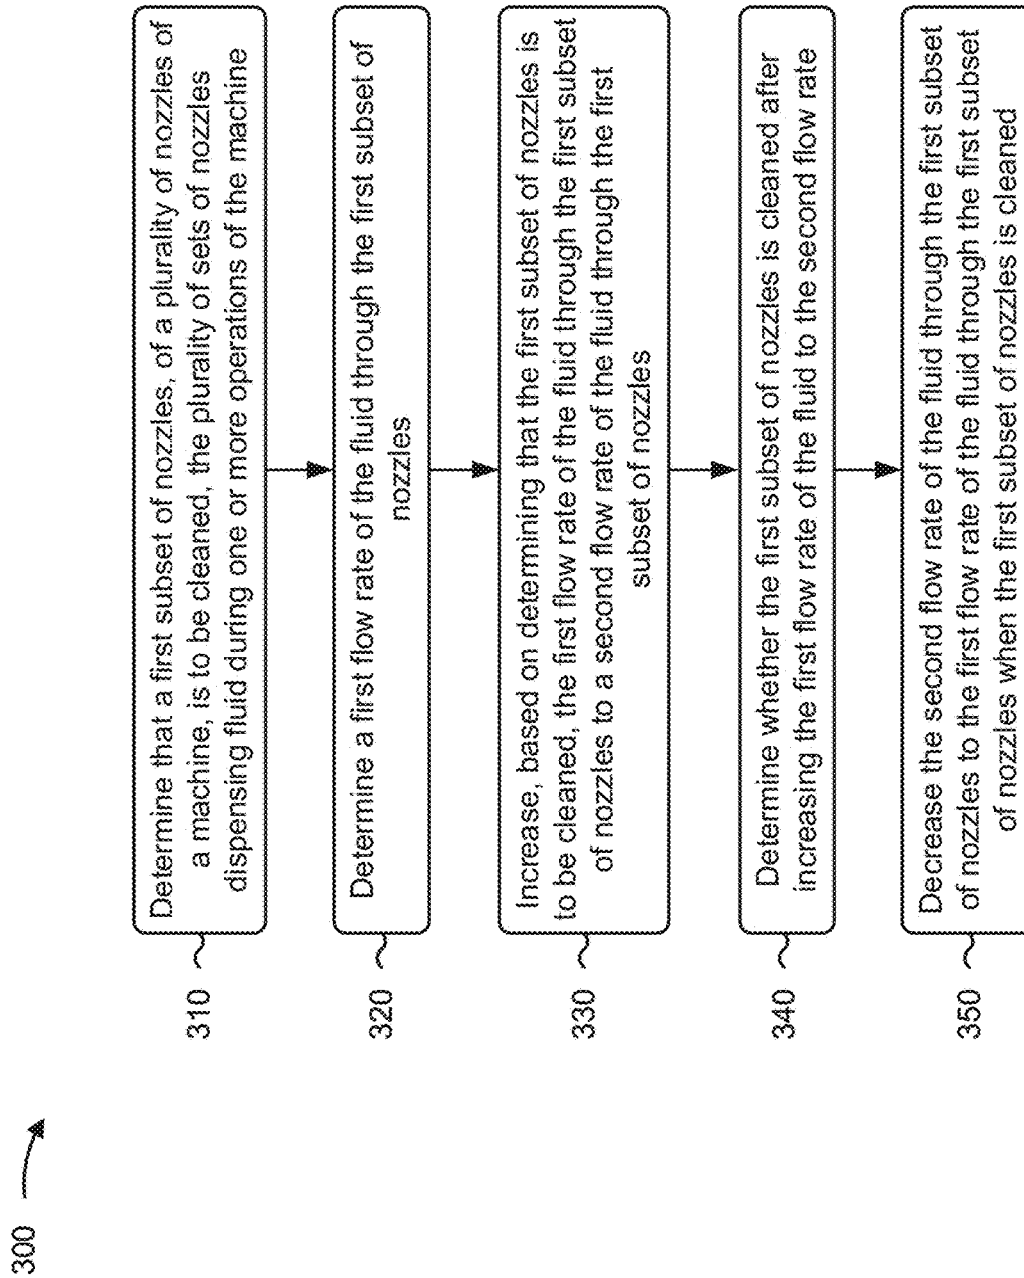 300
310
Determine that a first subset of nozzles, of a plurality of nozzles of
a machine, is to be cleaned, the plurality of sets of nozzles
dispensing fluid during one or more operations of the machine
320
Determine a first flow rate of the fluid through the first subset of
nozzles
330
Increase, based on determining that the first subset of nozzles is
to be cleaned, the first flow rate of the fluid through the first subset
of nozzles to a second flow rate of the fluid through the first
subset of nozzles
340
Determine whether the first subset of nozzles is cleaned after
increasing the first flow rate of the fluid to the second flow rate
350
Decrease the second flow rate of the fluid through the first subset
of nozzles to the first flow rate of the fluid through the first subset
of nozzles when the first subset of nozzles is cleaned